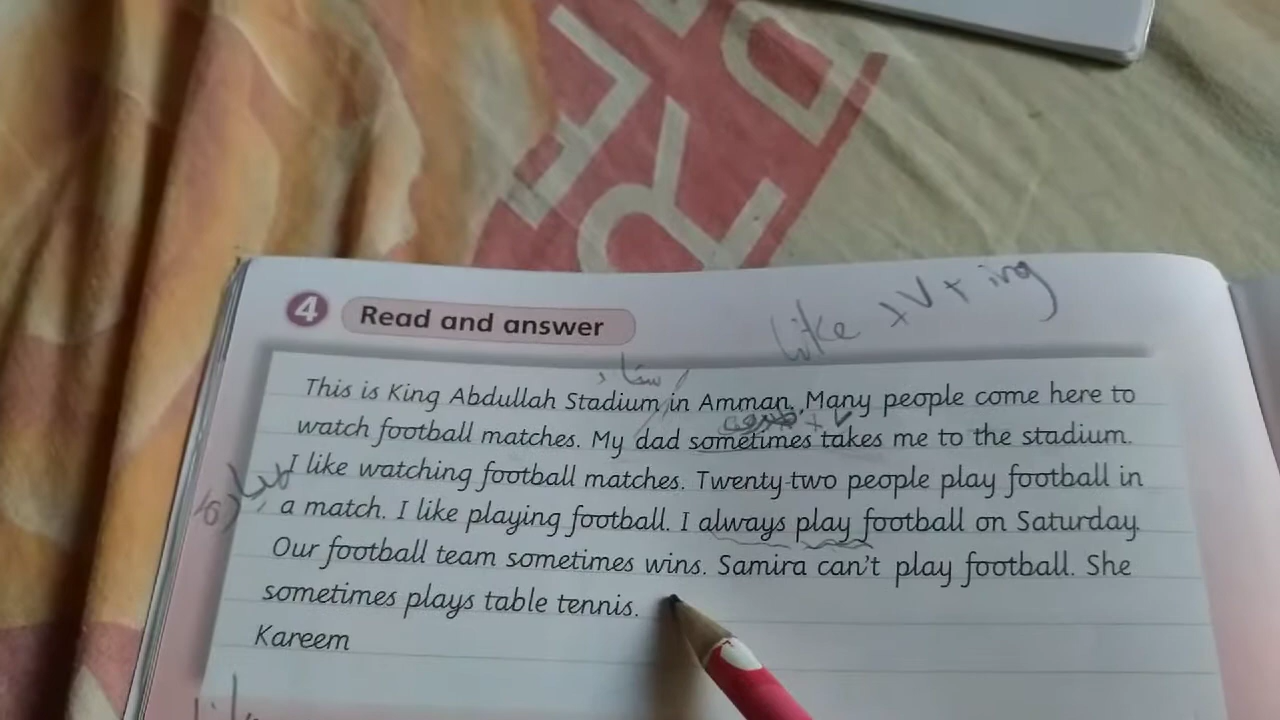 4 Read and answer
like + V + ing
ستاد
This is King Abdullah Stadium in Amman. Many people come here to
+ V
watch football matches. My dad sometimes takes me to the stadium.
I like watching football matches. Twenty-two people play football in
a match. I like playing football. I always play football on Saturday.
Our football team sometimes wins. Samira can't play football. She
sometimes plays table tennis.
Kareem